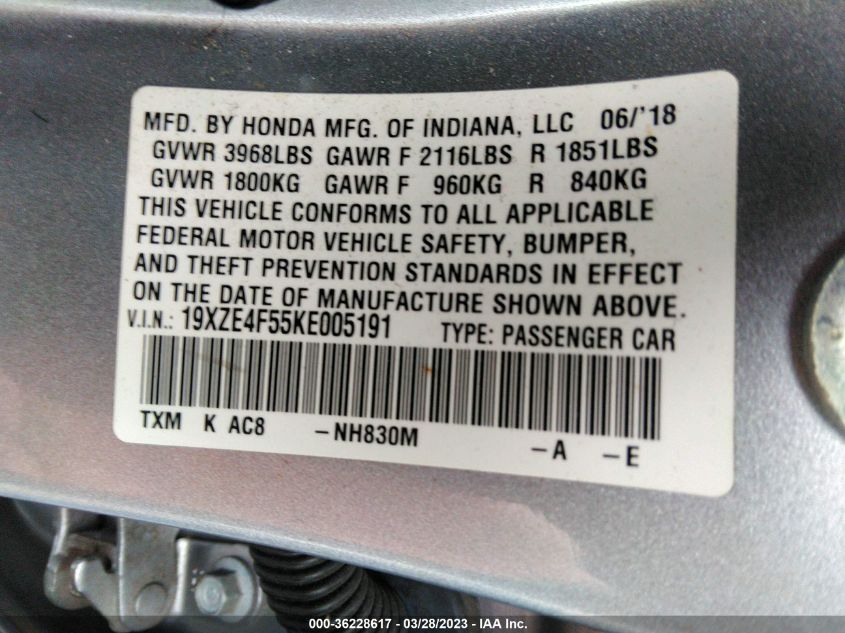 MFD. BY HONDA MFG. OF INDIANA, LLC 06/'18
GVWR 3968LBS GAWR F 2116LBS R 1851LBS
GVWR 1800KG GAWR F 960KG R 840KG
THIS VEHICLE CONFORMS TO ALL APPLICABLE
FEDERAL MOTOR VEHICLE SAFETY, BUMPER,
AND THEFT PREVENTION STANDARDS IN EFFECT
ON THE DATE OF MANUFACTURE SHOWN ABOVE.
V.I.N.: 19XZE4F55KE005191 TYPE: PASSENGER CAR
TXM K AC8 -NH830M -A -E
000-36228617 - 03/28/2023 - IAA Inc.